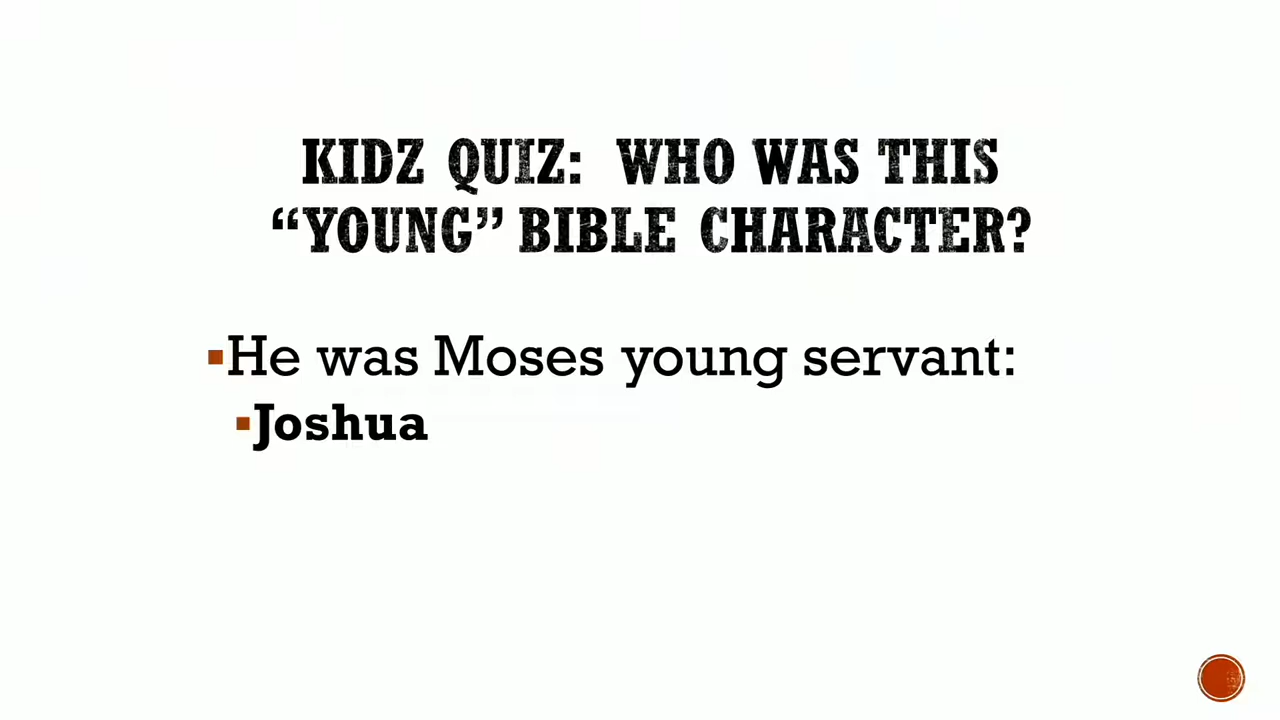 KIDZ QUIZ: WHO WAS THIS
“YOUNG” BIBLE CHARACTER?
▪He was Moses young servant:
▪Joshua